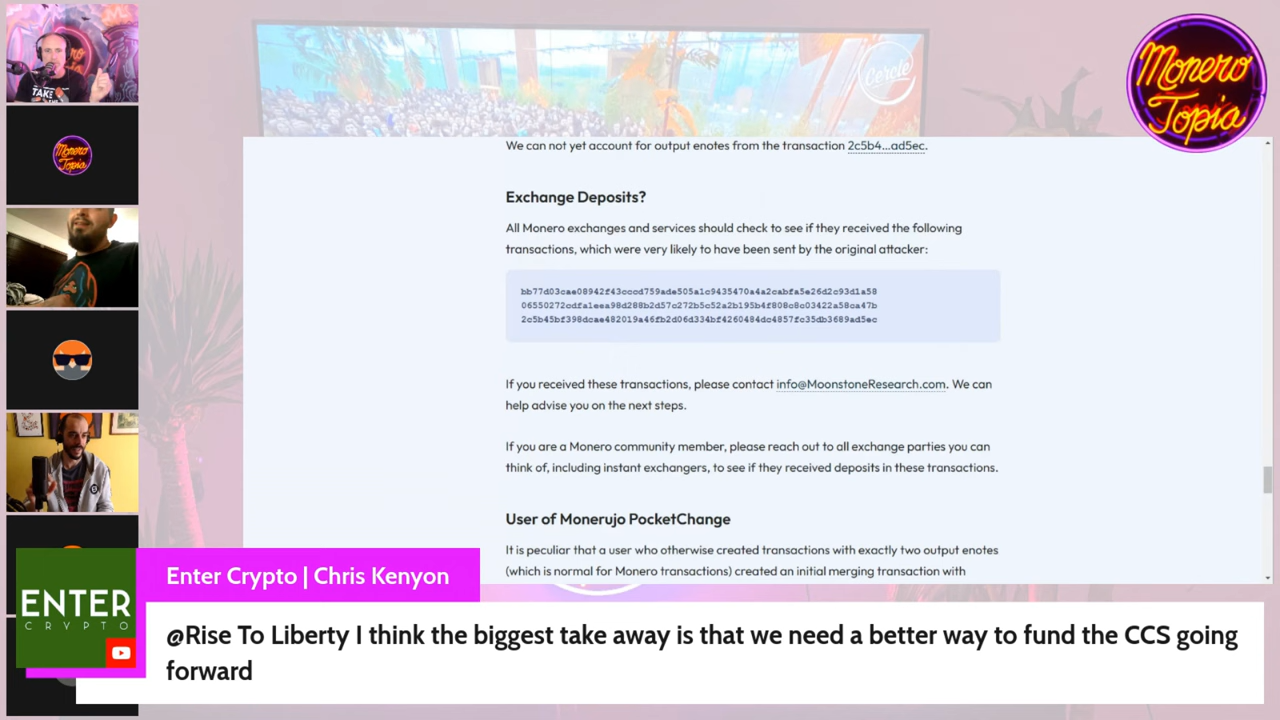 Monero
Topia
Cercle
TAKE
Monero
Topia
We can not yet account for output enotes from the transaction 2c5b4...ad5ec.
Exchange Deposits?
All Monero exchanges and services should check to see if they received the following
transactions, which were very likely to have been sent by the original attacker:
If you received these transactions, please contact info@MoonstoneResearch.com. We can
help advise you on the next steps.
If you are a Monero community member, please reach out to all exchange parties you can
think of, including instant exchangers, to see if they received deposits in these transactions.
User of Monerujo PocketChange
It is peculiar that a user who otherwise created transactions with exactly two output enotes
(which is normal for Monero transactions) created an initial merging transaction with
ENTER
CRYPTO
Enter Crypto | Chris Kenyon
@Rise To Liberty I think the biggest take away is that we need a better way to fund the CCS going
forward